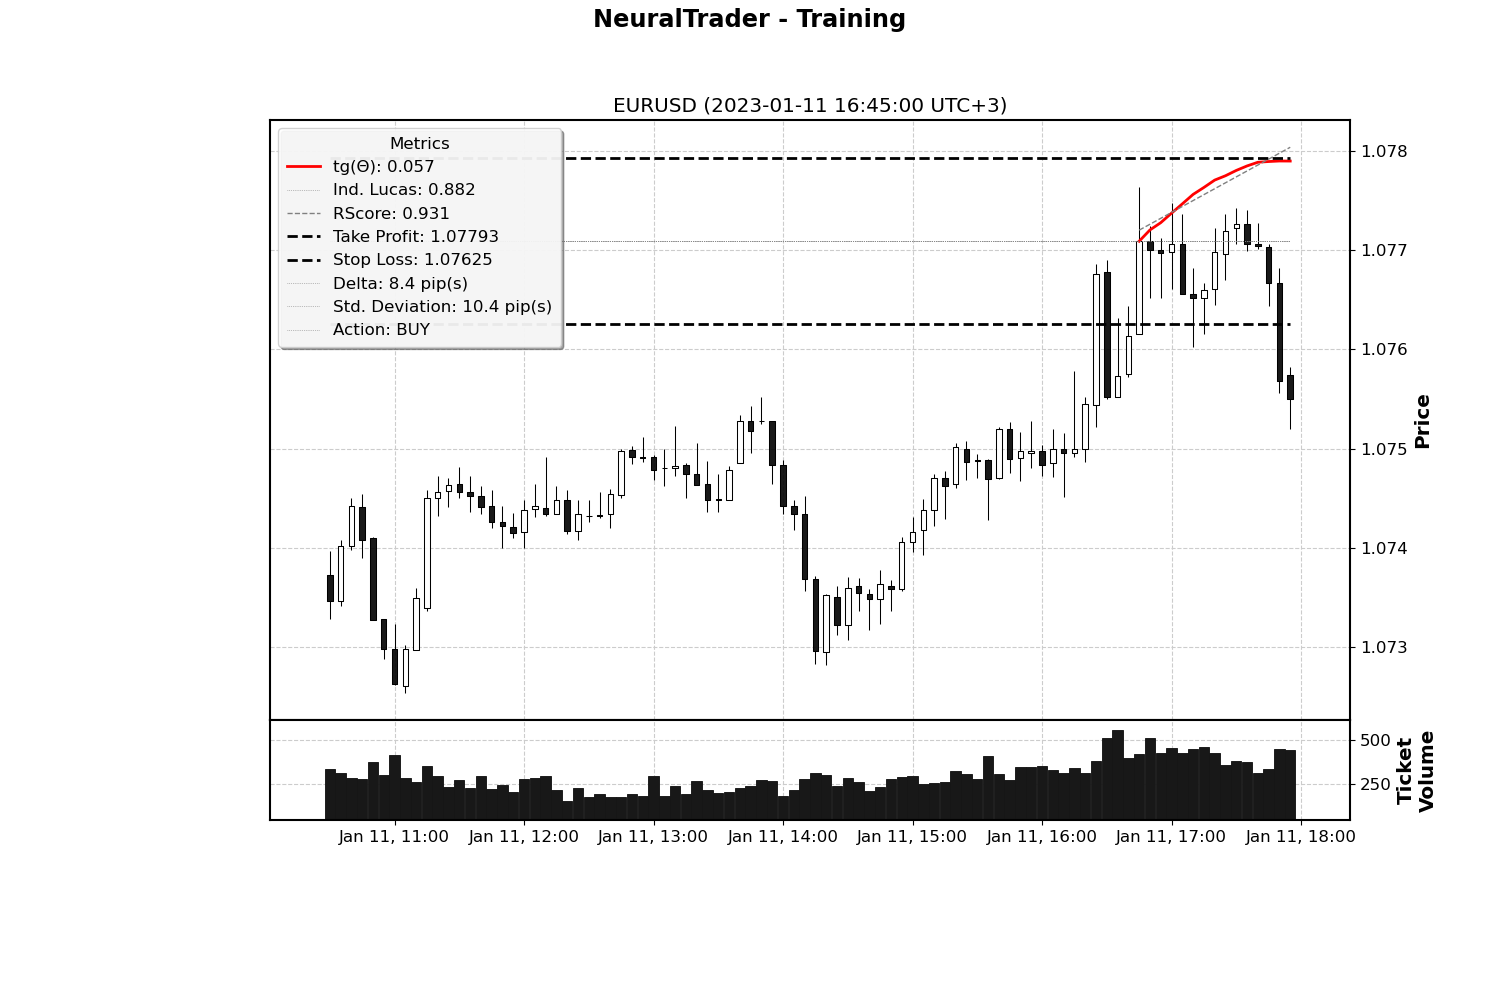 NeuralTrader - Training
EURUSD (2023-01-11 16:45:00 UTC+3)
Metrics
tg(Θ): 0.057
Ind. Lucas: 0.882
RScore: 0.931
Take Profit: 1.07793
Stop Loss: 1.07625
Delta: 8.4 pip(s)
Std. Deviation: 10.4 pip(s)
Action: BUY
1.078
1.077
1.076
1.075
1.074
1.073
Price
500
250
Ticket
Volume
Jan 11, 11:00
Jan 11, 12:00
Jan 11, 13:00
Jan 11, 14:00
Jan 11, 15:00
Jan 11, 16:00
Jan 11, 17:00
Jan 11, 18:00